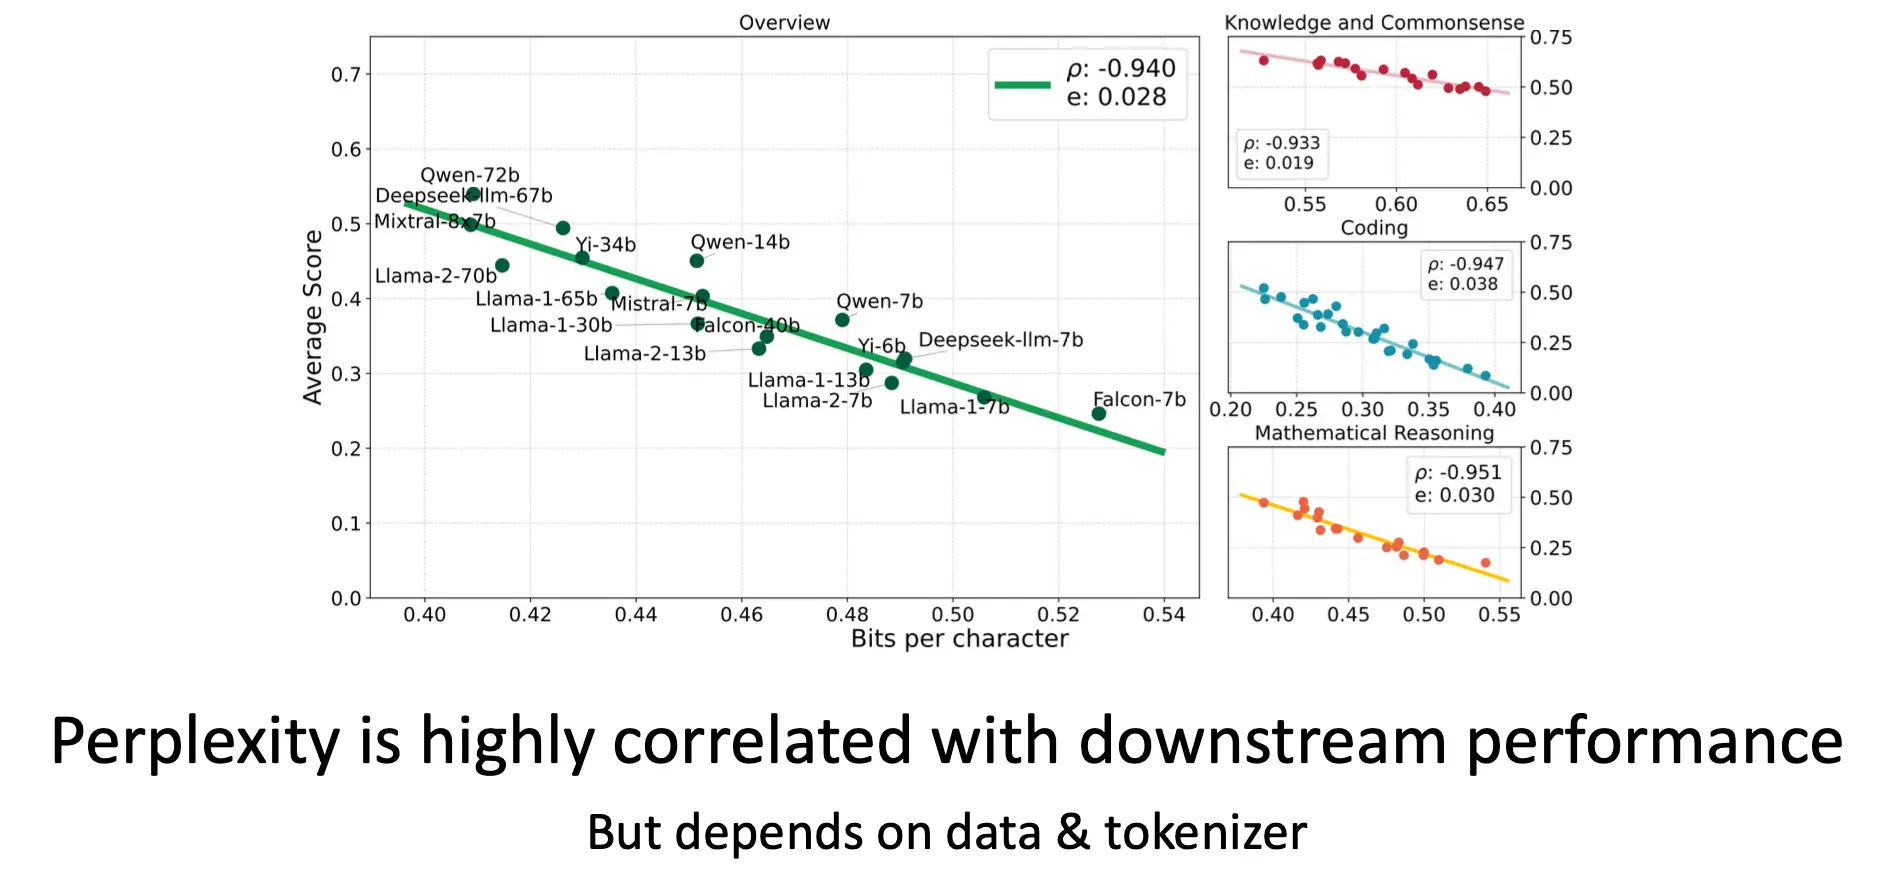 Overview
ρ: -0.940
e: 0.028
Average Score
0.7
0.6
0.5
0.4
0.3
0.2
0.1
0.0
Qwen-72b
Deepseek-llm-67b
Mixtral-8x7b
Yi-34b
Qwen-14b
Llama-2-70b
Llama-1-65b
Mistral-7b
Qwen-7b
Llama-1-30b
Falcon-40b
Llama-2-13b
Yi-6b
Deepseek-llm-7b
Llama-1-13b
Llama-2-7b
Llama-1-7b
Falcon-7b
0.40 0.42 0.44 0.46 0.48 0.50 0.52 0.54
Bits per character
Knowledge and Commonsense
0.75
0.50
0.25
0.00
ρ: -0.933
e: 0.019
0.55 0.60 0.65
Coding
0.75
0.50
0.25
0.00
ρ: -0.947
e: 0.038
0.20 0.25 0.30 0.35 0.40
Mathematical Reasoning
0.75
0.50
0.25
0.00
ρ: -0.951
e: 0.030
0.40 0.45 0.50 0.55
Perplexity is highly correlated with downstream performance
But depends on data & tokenizer